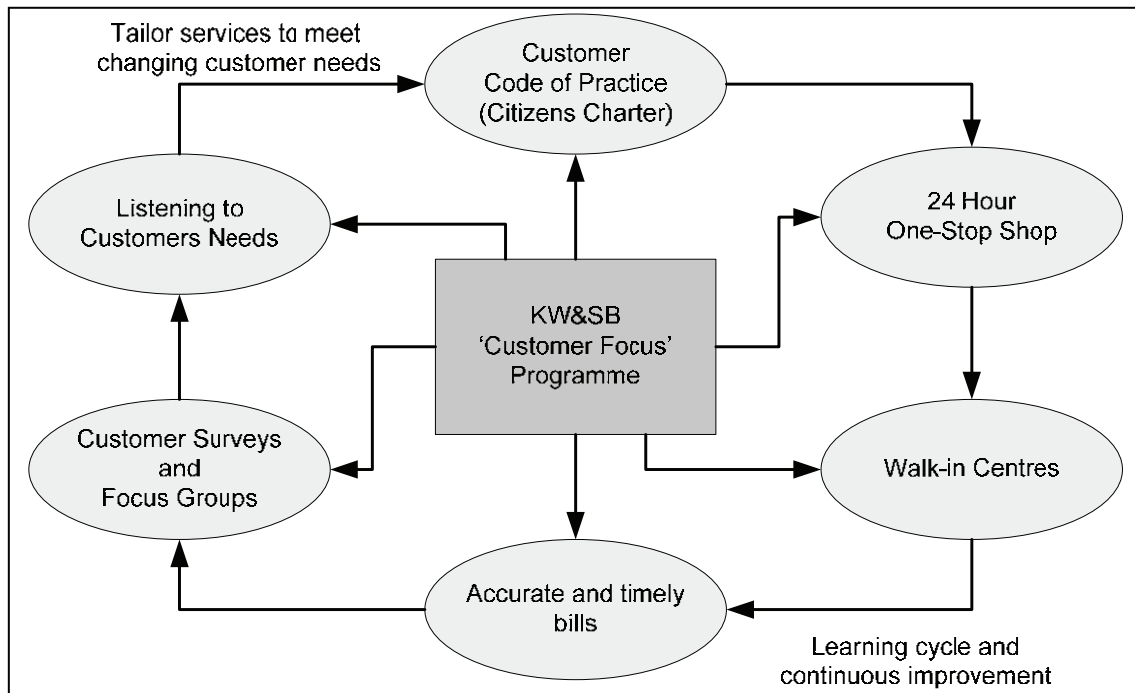 Tailor services to meet
changing customer needs
Customer
Code of Practice
(Citizens Charter)
Listening to
Customers Needs
24 Hour
One-Stop Shop
KW&SB
‘Customer Focus’
Programme
Customer Surveys
and
Focus Groups
Walk-in Centres
Accurate and timely
bills
Learning cycle and
continuous improvement